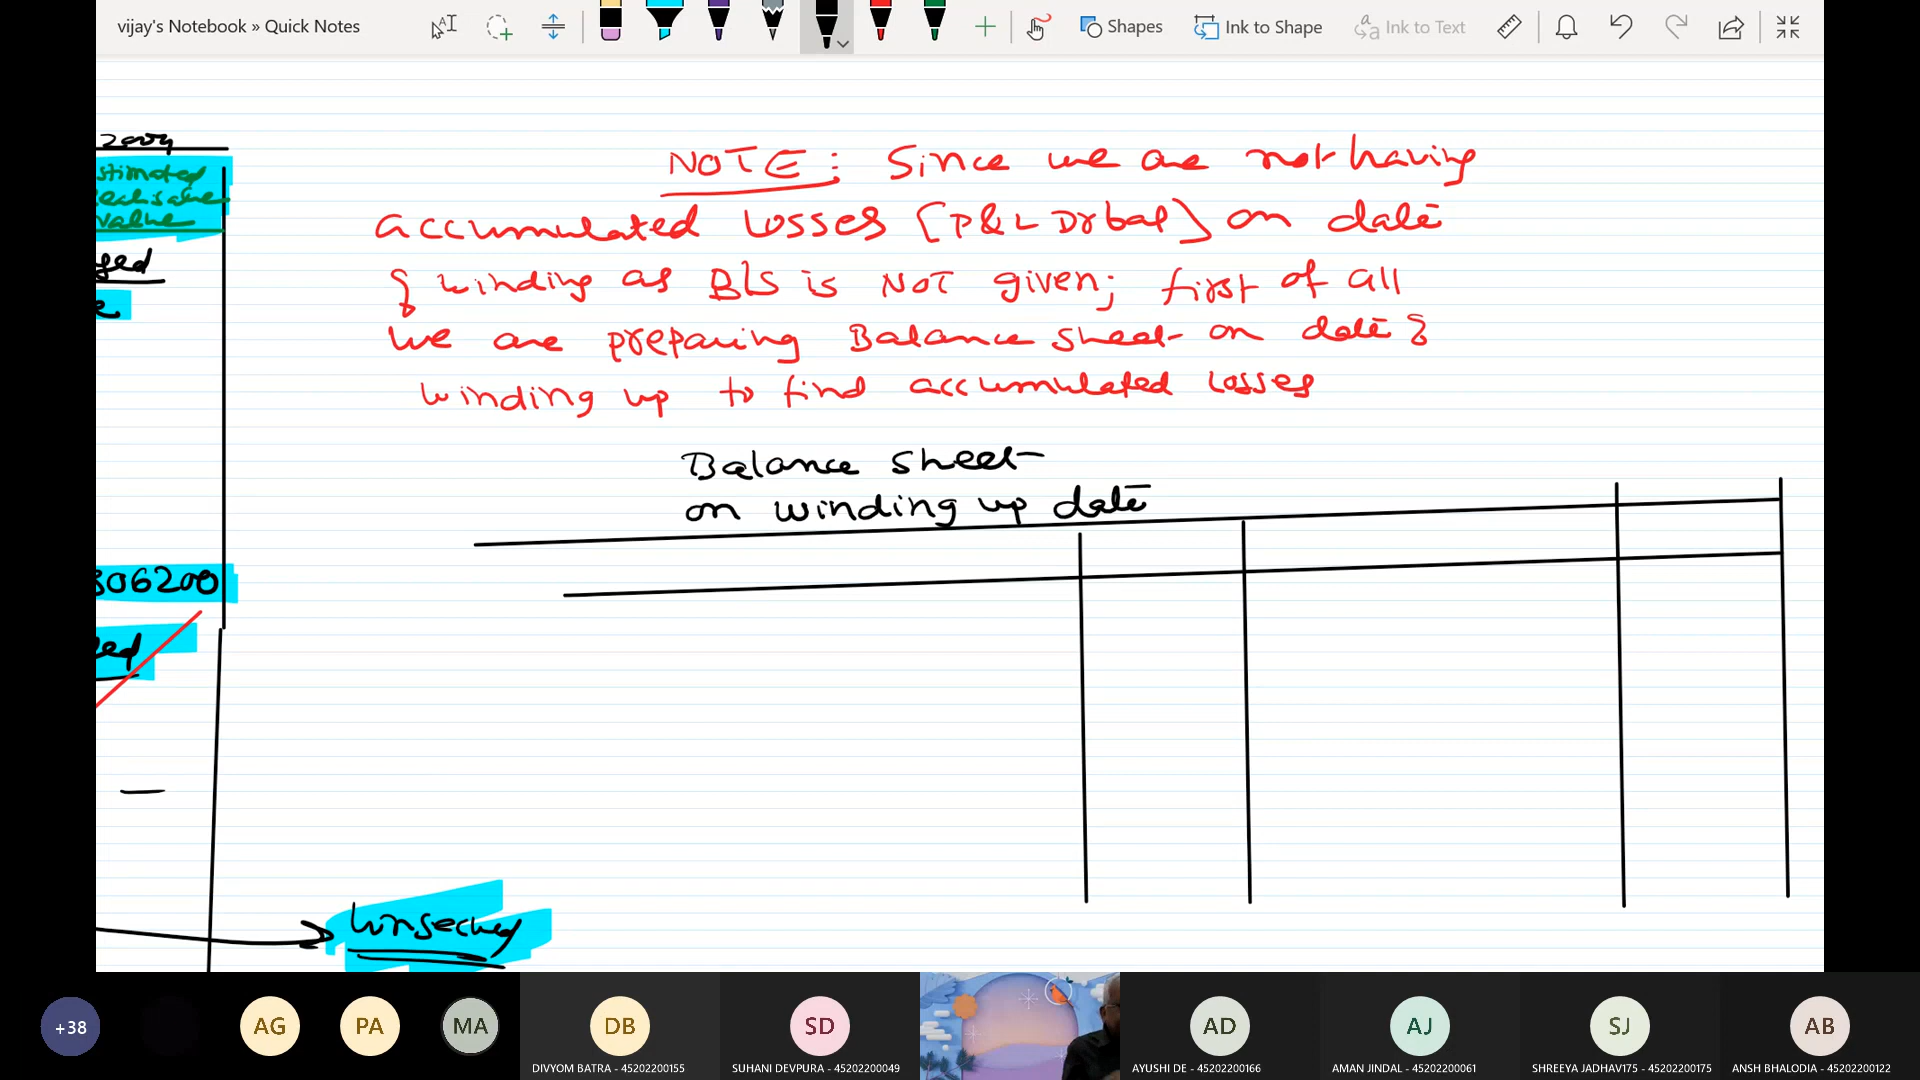 vijay's Notebook » Quick Notes
Shapes
Ink to Shape
Ink to Text
2009
stimated
value
NOTE: Since we are not having
accumulated losses [P&L Dr bal] on date
of winding as B/S is NOT given; first of all
we are preparing Balance sheet on date of
winding up to find accumulated losses
Balance sheet
on winding up date
306200
unsecured
+38
AG
PA
MA
DB
SD
AD
AJ
SJ
AB
DIVYOM BATRA - 45202200155
SUHANI DEVPURA - 45202200049
AYUSHI DE - 45202200166
AMAN JINDAL - 45202200061
SHREEYA JADHAV175 - 45202200175
ANSH BHALODIA - 45202200122